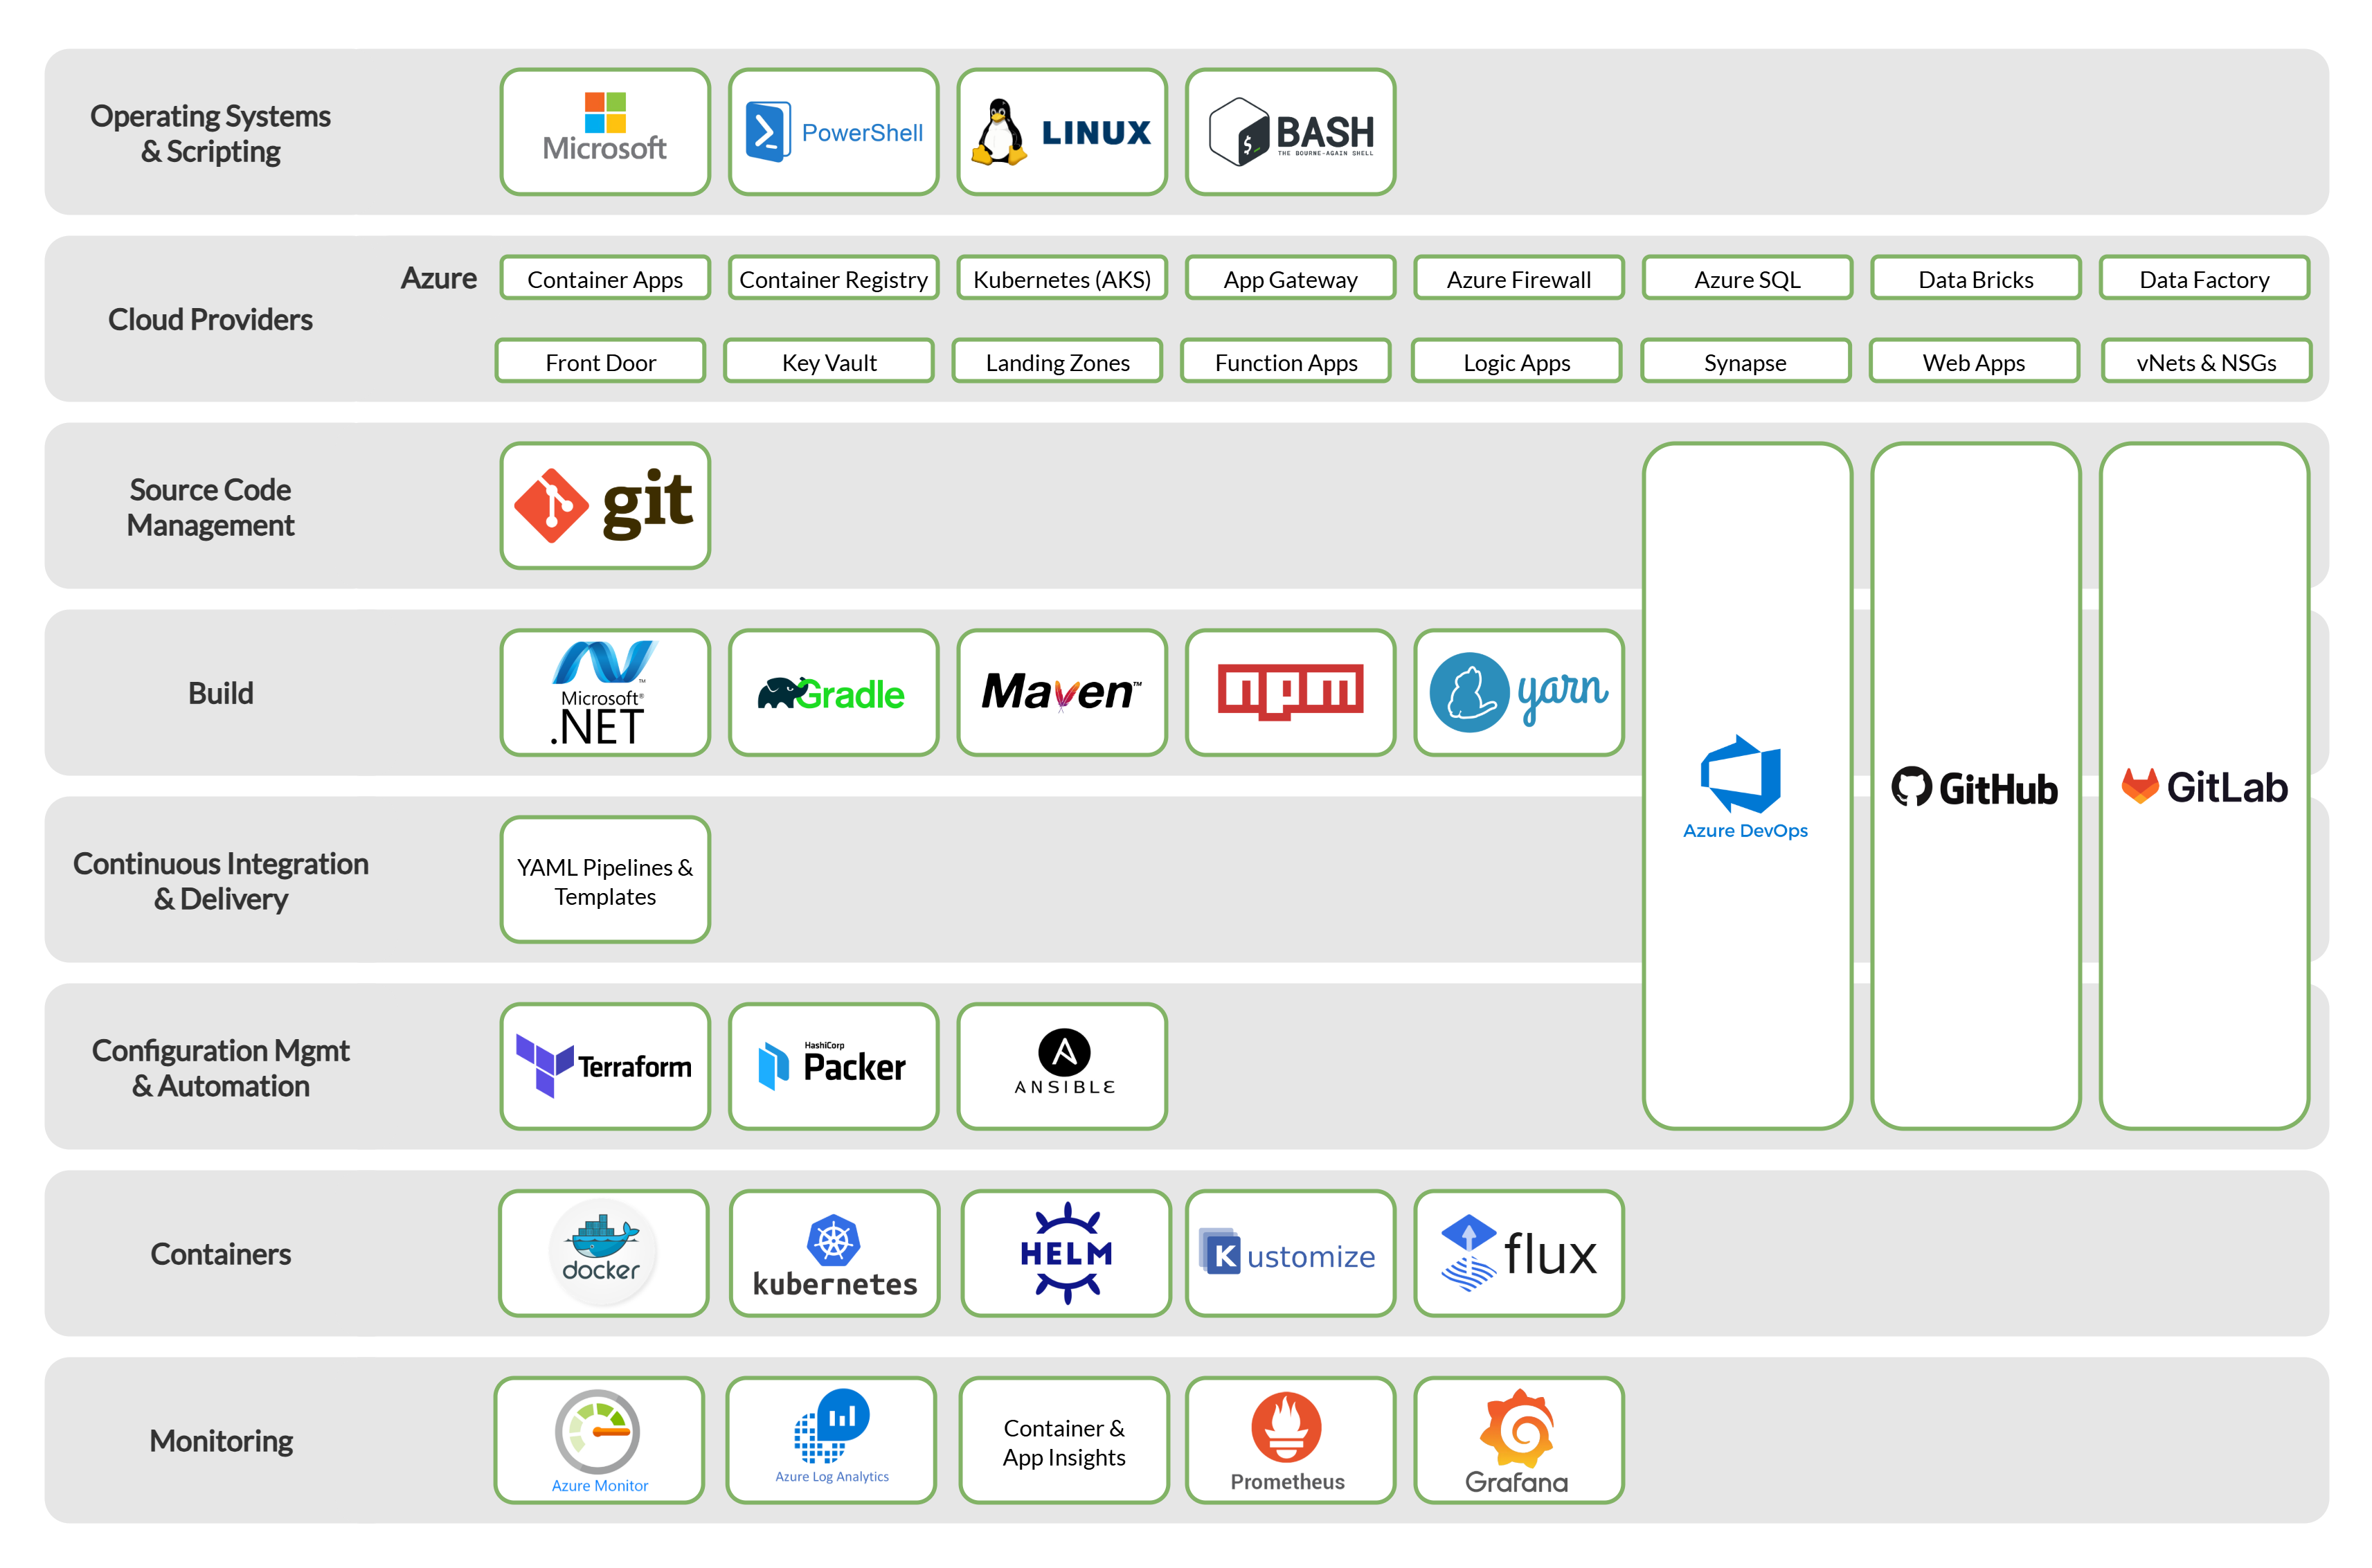 Operating Systems
& Scripting
Microsoft
PowerShell
LINUX
$_
BASH
THE BOURNE-AGAIN SHELL
Cloud Providers
Azure
Container Apps
Container Registry
Kubernetes (AKS)
App Gateway
Azure Firewall
Azure SQL
Data Bricks
Data Factory
Front Door
Key Vault
Landing Zones
Function Apps
Logic Apps
Synapse
Web Apps
vNets & NSGs
Source Code
Management
git
Build
Microsoft®
.NET
™
Gradle
Maven™
npm
yarn
Azure DevOps
GitHub
GitLab
Continuous Integration
& Delivery
YAML Pipelines &
Templates
Configuration Mgmt
& Automation
Terraform
HashiCorp
Packer
ANSIBLE
Containers
docker
kubernetes
HELM
Kustomize
flux
Monitoring
Azure Monitor
Azure Log Analytics
Container &
App Insights
Prometheus
Grafana